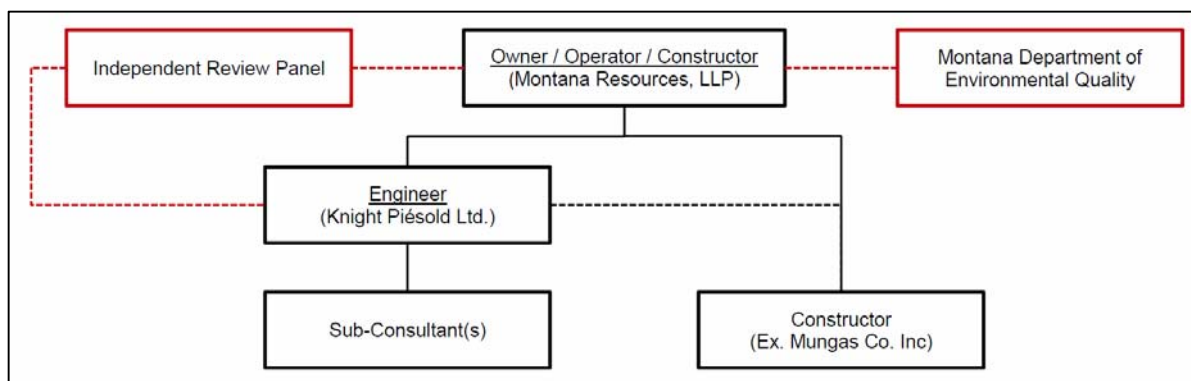 Independent Review Panel
Owner / Operator / Constructor
(Montana Resources, LLP)
Montana Department of
Environmental Quality
Engineer
(Knight Piésold Ltd.)
Sub-Consultant(s)
Constructor
(Ex. Mungas Co. Inc)